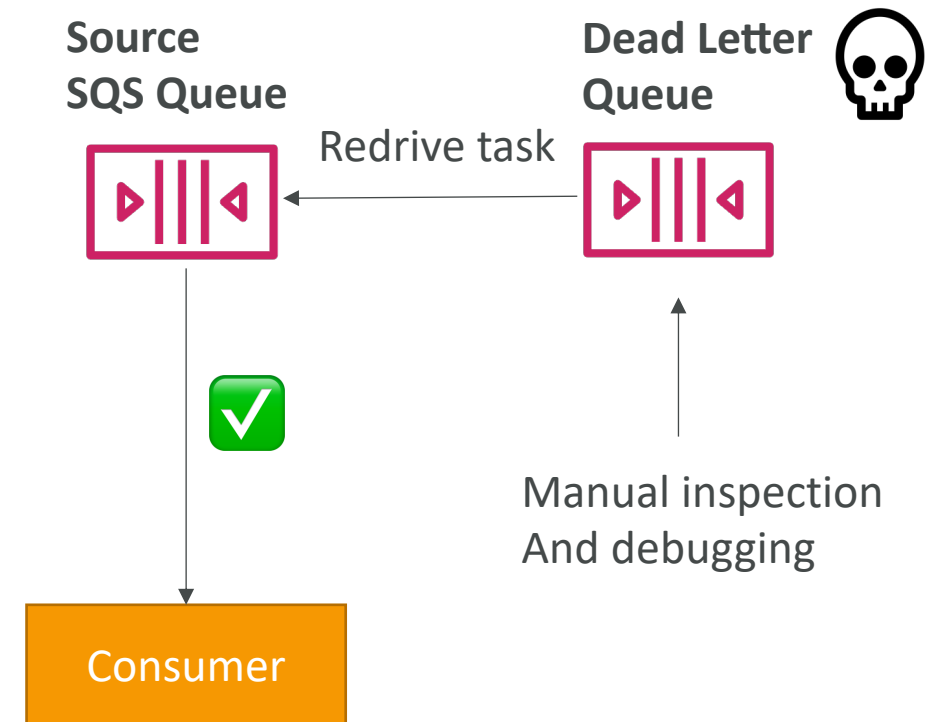 Source
SQS Queue
Dead Letter
Queue
Redrive task
Manual inspection
And debugging
Consumer